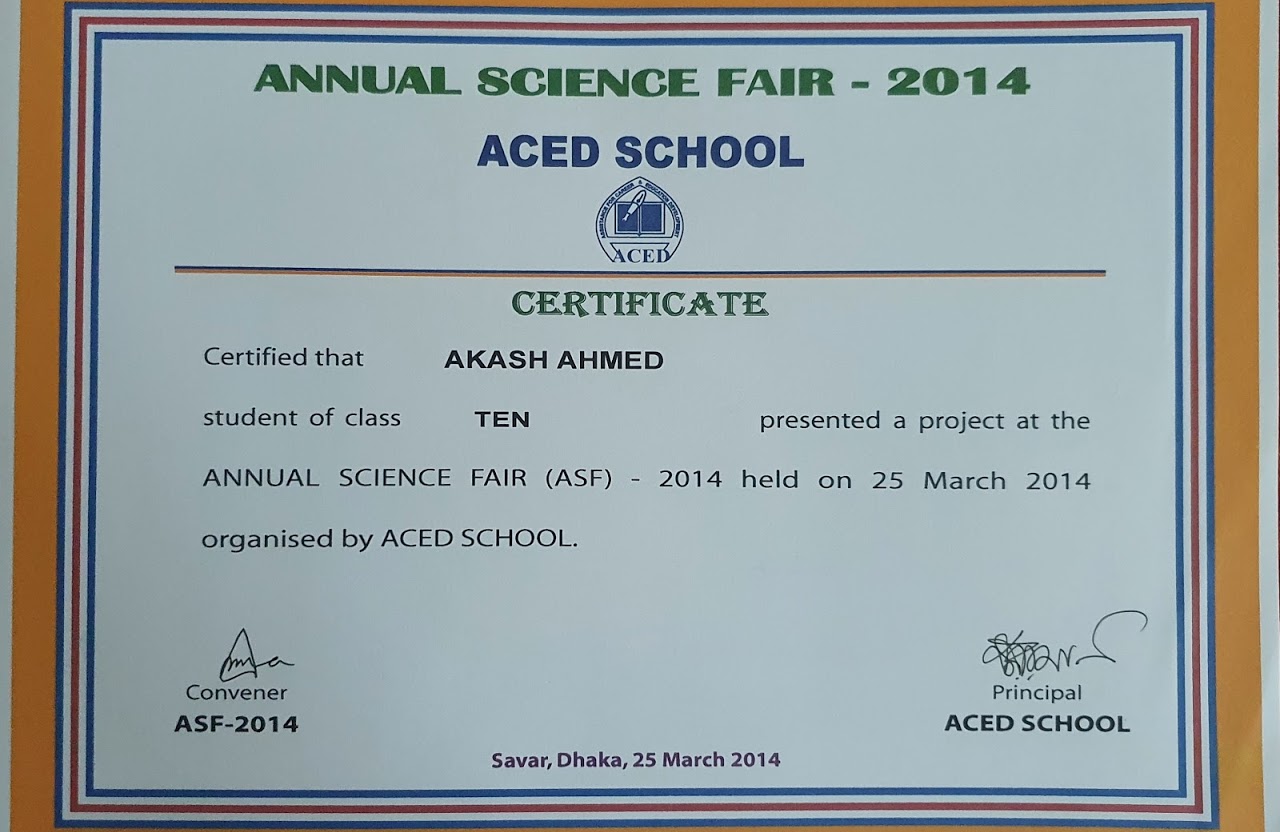 ANNUAL SCIENCE FAIR - 2014
ACED SCHOOL
ASSISTANCE FOR CAREER & EDUCATION DEVELOPMENT
ACED
CERTIFICATE
Certified that AKASH AHMED
student of class TEN presented a project at the
ANNUAL SCIENCE FAIR (ASF) - 2014 held on 25 March 2014
organised by ACED SCHOOL.
Convener
ASF-2014
Principal
ACED SCHOOL
Savar, Dhaka, 25 March 2014